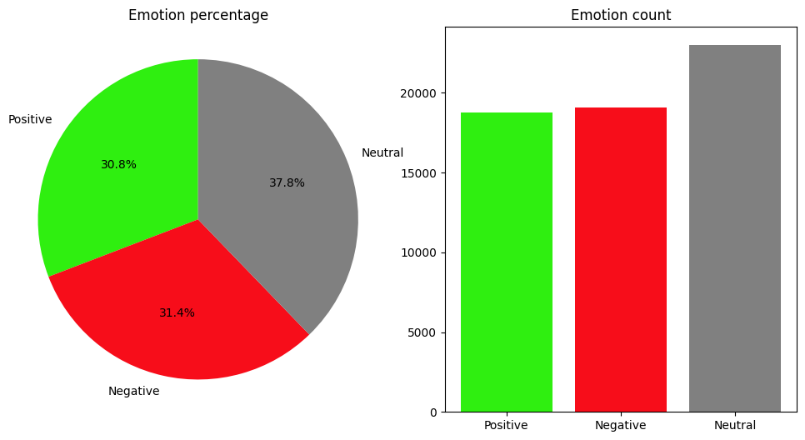 Emotion percentage
Positive
30.8%
Neutral
37.8%
31.4%
Negative
Emotion count
20000
15000
10000
5000
0
Positive
Negative
Neutral